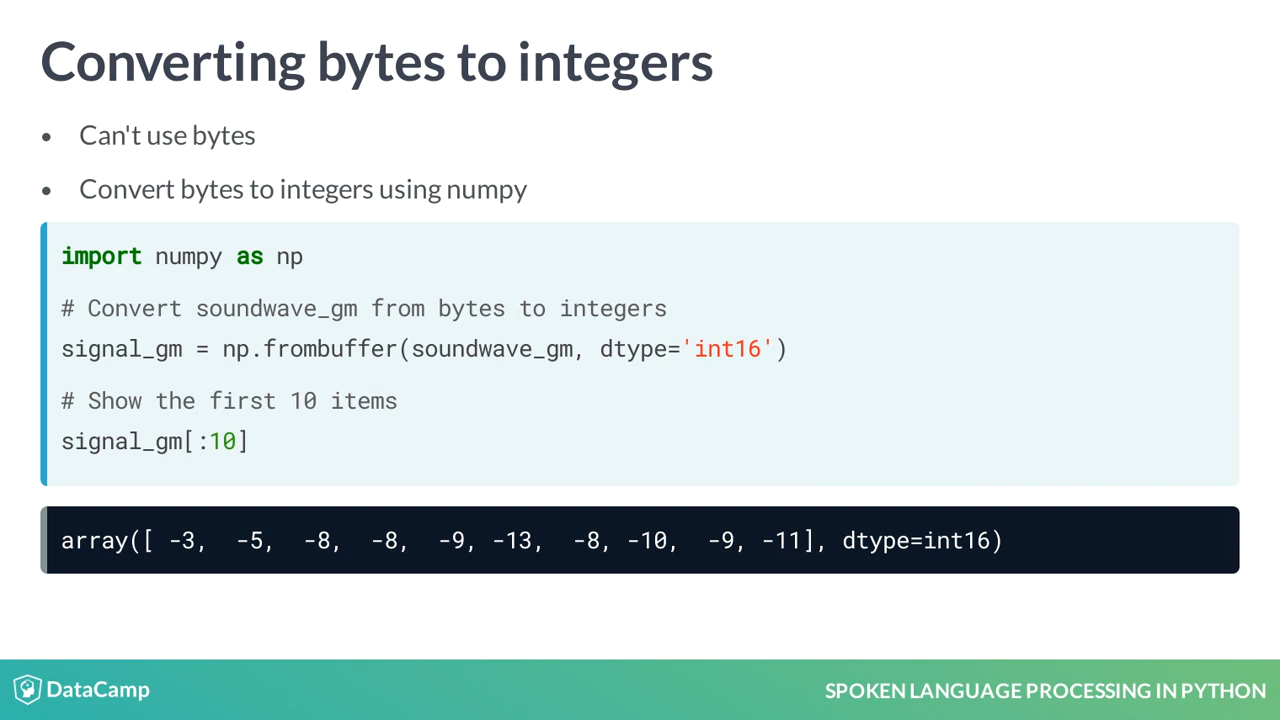 Converting bytes to integers
• Can't use bytes
• Convert bytes to integers using numpy
import numpy as np
# Convert soundwave_gm from bytes to integers
signal_gm = np.frombuffer(soundwave_gm, dtype='int16')
# Show the first 10 items
signal_gm[:10]
array([ -3,  -5,  -8,  -8,  -9, -13,  -8, -10,  -9, -11], dtype=int16)
DataCamp
SPOKEN LANGUAGE PROCESSING IN PYTHON